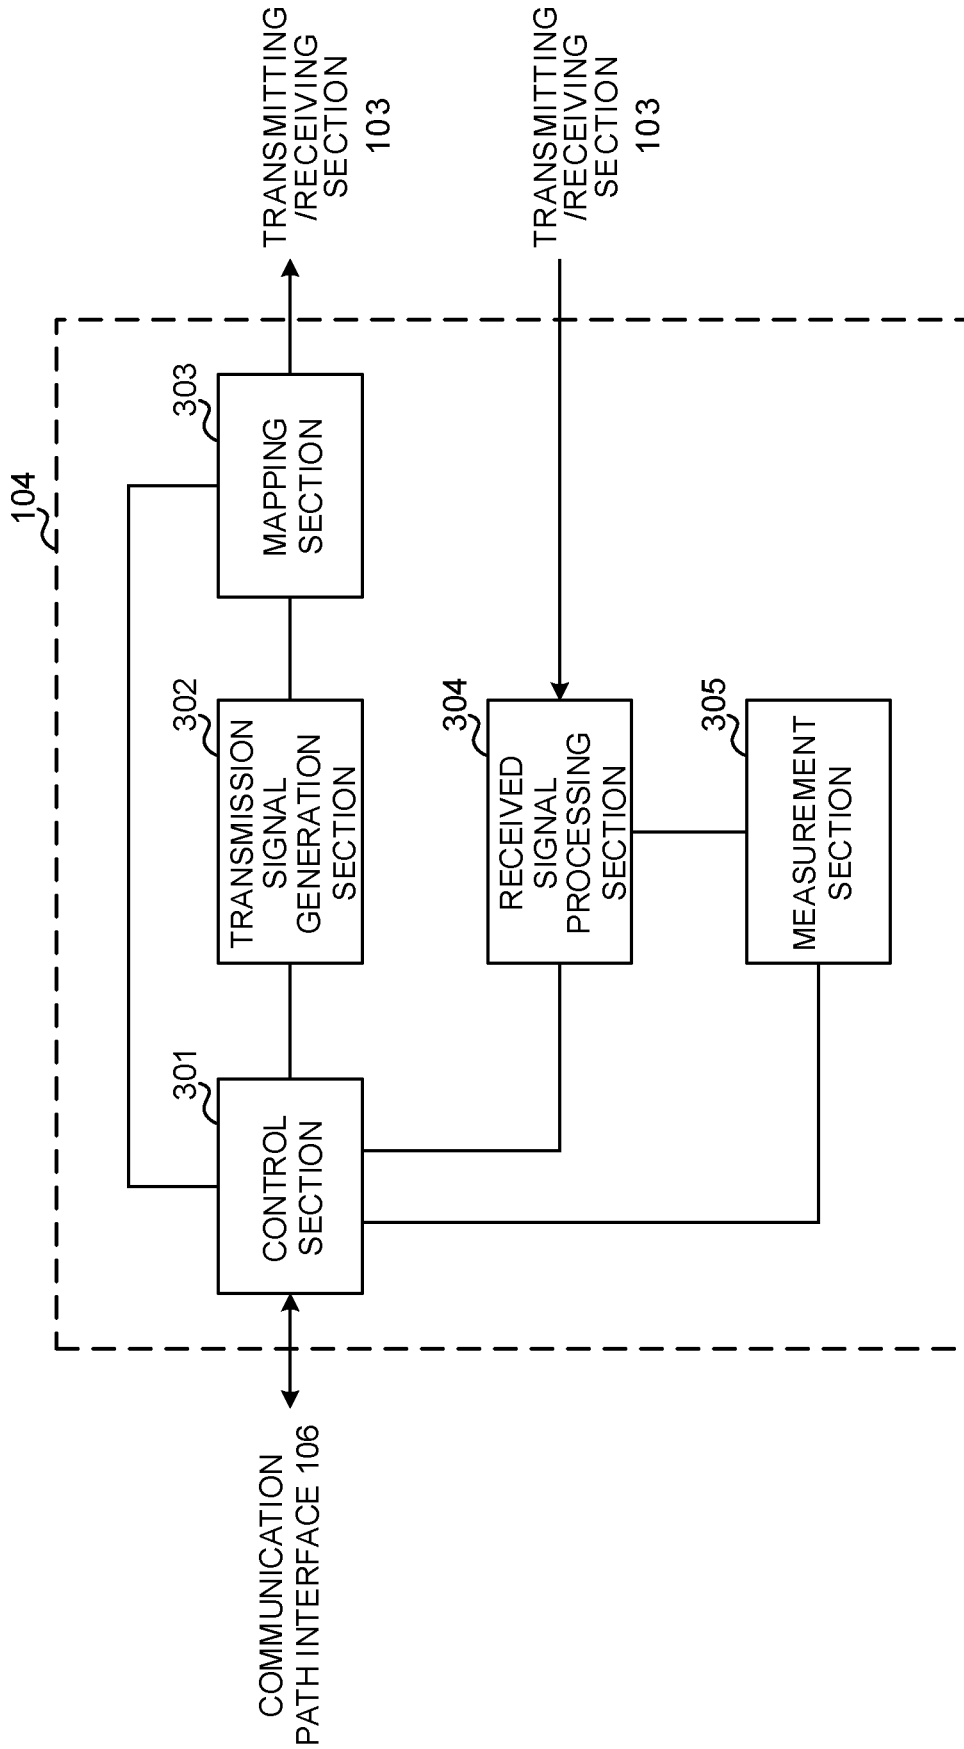 104
COMMUNICATION
PATH INTERFACE 106
301
CONTROL
SECTION
302
TRANSMISSION
SIGNAL
GENERATION
SECTION
303
MAPPING
SECTION
TRANSMITTING
/RECEIVING
SECTION
103
304
RECEIVED
SIGNAL
PROCESSING
SECTION
TRANSMITTING
/RECEIVING
SECTION
103
305
MEASUREMENT
SECTION